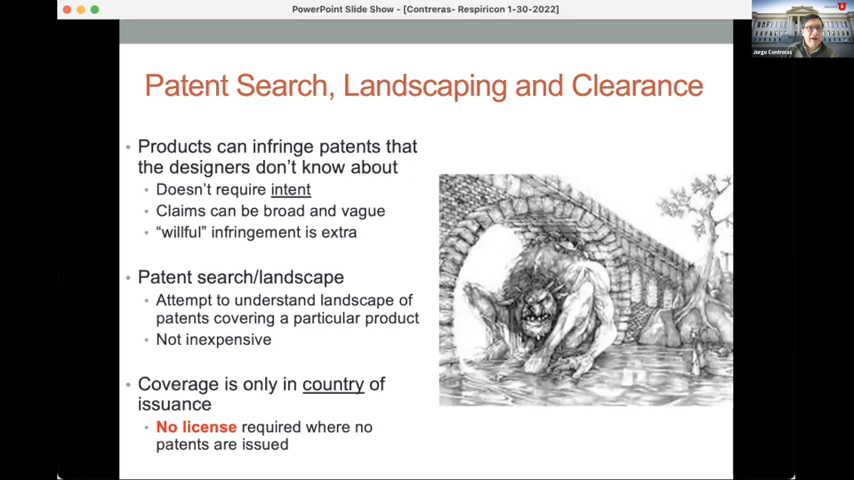 PowerPoint Slide Show - [Contreras- Respiricon 1-30-2022]
Jorge Contreras
Patent Search, Landscaping and Clearance
• Products can infringe patents that
the designers don't know about
• Doesn't require intent
• Claims can be broad and vague
• “willful” infringement is extra
• Patent search/landscape
• Attempt to understand landscape of
patents covering a particular product
• Not inexpensive
• Coverage is only in country of
issuance
• No license required where no
patents are issued